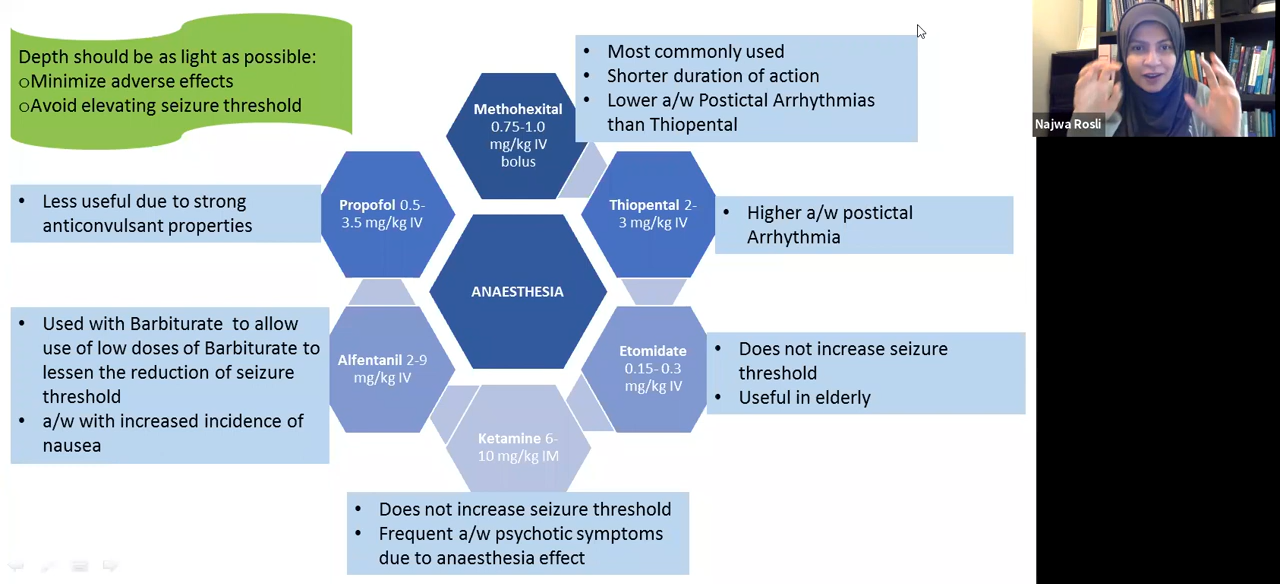 Depth should be as light as possible:
oMinimize adverse effects
oAvoid elevating seizure threshold
• Most commonly used
• Shorter duration of action
• Lower a/w Postictal Arrhythmias
than Thiopental
Najwa Rosli
Methohexital
0.75-1.0
mg/kg IV
bolus
• Less useful due to strong
anticonvulsant properties
Propofol 0.5-
3.5 mg/kg IV
Thiopental 2-
3 mg/kg IV
• Higher a/w postictal
Arrhythmia
ANAESTHESIA
• Used with Barbiturate to allow
use of low doses of Barbiturate to
lessen the reduction of seizure
threshold
• a/w with increased incidence of
nausea
Alfentanil 2-9
mg/kg IV
Etomidate
0.15- 0.3
mg/kg IV
• Does not increase seizure
threshold
• Useful in elderly
Ketamine 6-
10 mg/kg IM
• Does not increase seizure threshold
• Frequent a/w psychotic symptoms
due to anaesthesia effect